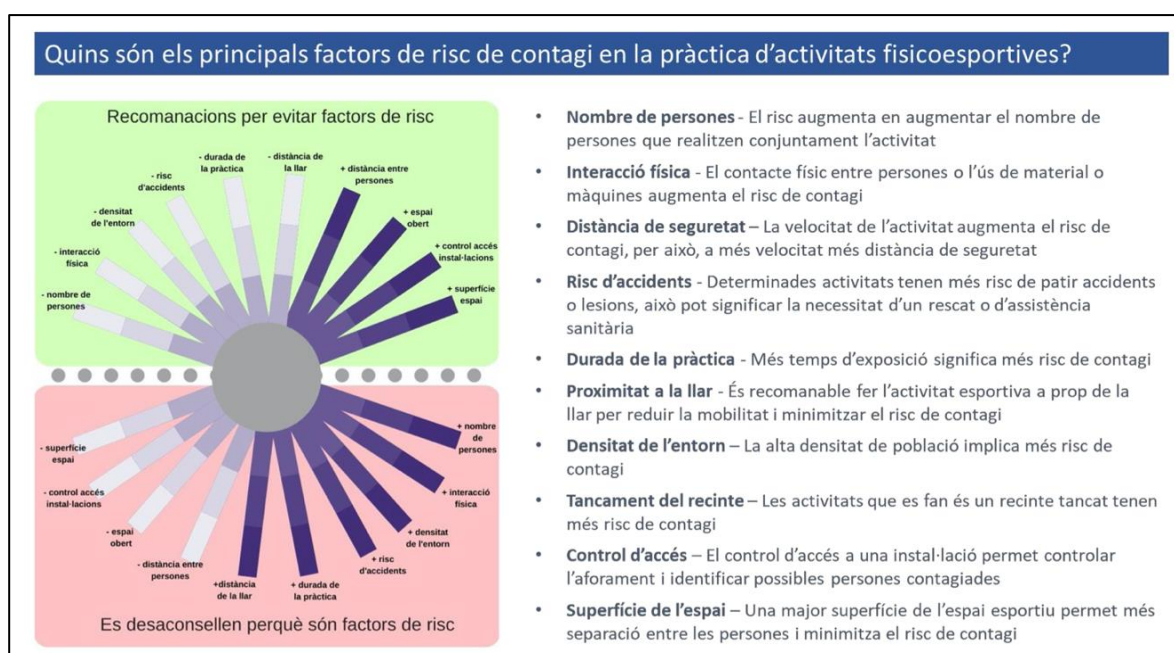 Quins són els principals factors de risc de contagi en la pràctica d'activitats fisicoesportives?
Recomanacions per evitar factors de risc
- nombre de
persones
- interacció
física
- densitat
de l'entorn
- risc
d'accidents
- durada de
la pràctica
- distància de
la llar
+ distància entre
persones
+ espai
obert
+ control accés
instal·lacions
+ superfície
espai
- superfície
espai
- control accés
instal·lacions
- espai
obert
- distància entre
persones
+distància
de la llar
+ durada de
la pràctica
+ risc
d'accidents
+ densitat
de l'entorn
+ interacció
física
+ nombre
de
persones
Es desaconsellen perquè són factors de risc
• Nombre de persones - El risc augmenta en augmentar el nombre de
persones que realitzen conjuntament l'activitat
• Interacció física - El contacte físic entre persones o l'ús de material o
màquines augmenta el risc de contagi
• Distància de seguretat – La velocitat de l'activitat augmenta el risc de
contagi, per això, a més velocitat més distància de seguretat
• Risc d'accidents - Determinades activitats tenen més risc de patir accidents
o lesions, això pot significar la necessitat d'un rescat o d'assistència
sanitària
• Durada de la pràctica - Més temps d'exposició significa més risc de contagi
• Proximitat a la llar - És recomanable fer l'activitat esportiva a prop de la
llar per reduir la mobilitat i minimitzar el risc de contagi
• Densitat de l'entorn – La alta densitat de població implica més risc de
contagi
• Tancament del recinte – Les activitats que es fan és un recinte tancat tenen
més risc de contagi
• Control d'accés – El control d'accés a una instal·lació permet controlar
l'aforament i identificar possibles persones contagiades
• Superfície de l'espai – Una major superfície de l'espai esportiu permet més
separació entre les persones i minimitza el risc de contagi